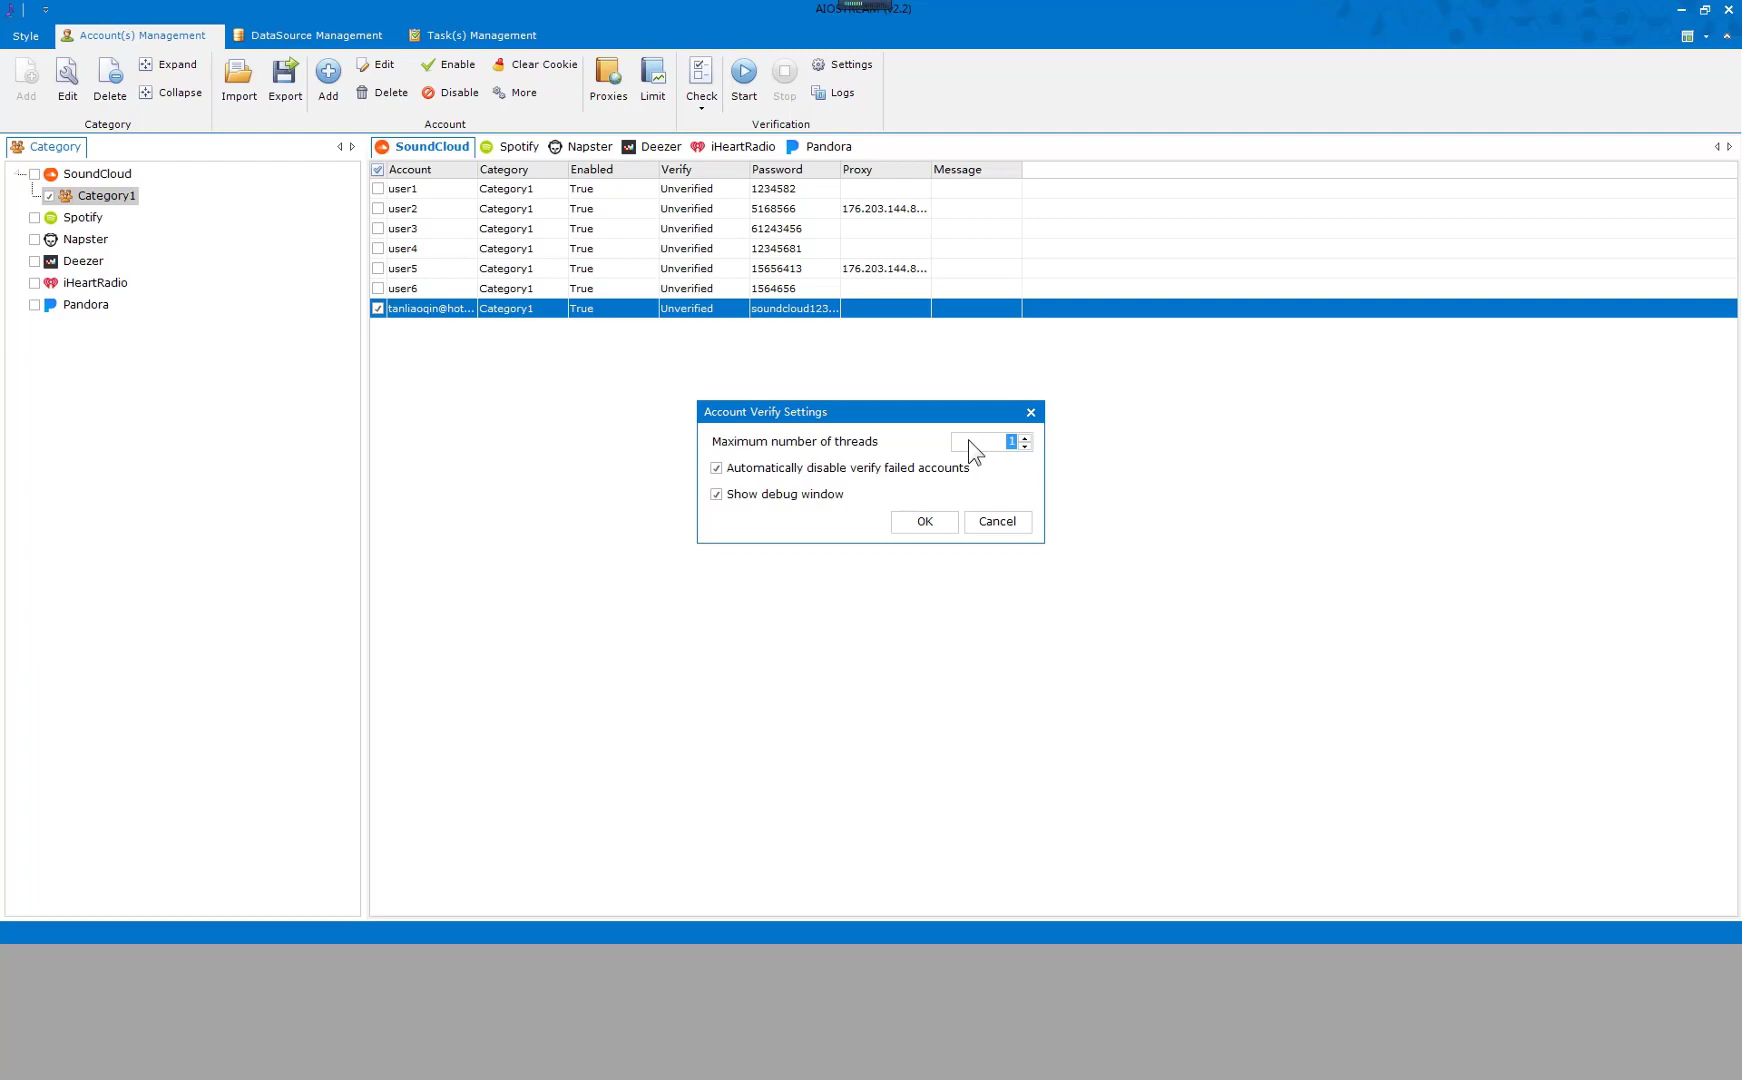 AIOSTREAM (V2.2)
Style Account(s) Management DataSource Management Task(s) Management
Add Edit Delete Expand Collapse Import Export Add Edit Delete Enable Disable Clear Cookie More Proxies Limit Check Start Stop Settings Logs
Category Account Verification
Category SoundCloud Spotify Napster Deezer iHeartRadio Pandora
SoundCloud
Category1
Spotify
Napster
Deezer
iHeartRadio
Pandora
Account Category Enabled Verify Password Proxy Message
user1 Category1 True Unverified 1234582
user2 Category1 True Unverified 5168566 176.203.144.8...
user3 Category1 True Unverified 61243456
user4 Category1 True Unverified 12345681
user5 Category1 True Unverified 15656413 176.203.144.8...
user6 Category1 True Unverified 1564656
tanliaoqin@hot... Category1 True Unverified soundcloud123...
Account Verify Settings
Maximum number of threads 1
Automatically disable verify failed accounts
Show debug window
OK Cancel